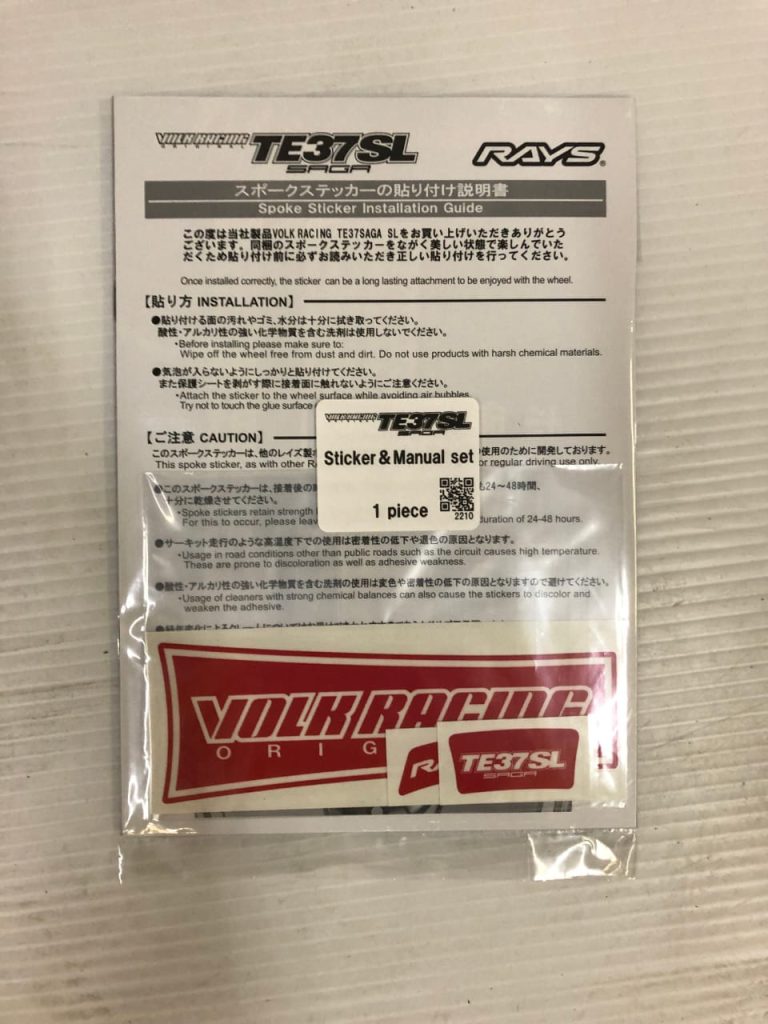 VOLK RACING TE37SL RAYS®
ORIGINAL SAGA
スポークステッカーの貼り付け説明書
Spoke Sticker Installation Guide
この度は当社製品VOLK RACING TE37SAGA SLをお買い上げいただきありがとう
ございます。同梱のスポークステッカーをながく美しい状態で楽しんでいた
だくため貼り付け前に必ずお読みいただき正しい貼り付けを行ってください。
Once installed correctly, the sticker can be a long lasting attachment to be enjoyed with the wheel.
【貼り方 INSTALLATION】
●貼り付ける面の汚れやゴミ、水分は十分に拭き取ってください。
酸性・アルカリ性の強い化学物質を含む洗剤は使用しないでください。
・Before installing please make sure to:
Wipe off the wheel free from dust and dirt. Do not use products with harsh chemical materials.
●気泡が入らないようにしっかりと貼り付けてください。
また保護シートを剥がす際に接着面に触れないようにご注意ください。
・Attach the sticker to the wheel surface while avoiding air bubbles
Try not to touch the glue surface
VOLK RACING TE37SL
SAGA
Sticker&Manual set
1 piece
2210
【ご注意 CAUTION】
このスポークステッカーは、他のレイズ製 の使用のために開発しております。
This spoke sticker, as with other for regular driving use only.
●このスポークステッカーは、接着後の 24～48時間、
十分に乾燥させてください。
・Spoke stickers retain strength
For this to occur, please duration of 24-48 hours.
●サーキット走行のような高温度下での使用は密着性の低下や退色の原因となります。
・Usage in road conditions other than public roads such as the circuit causes high temperature.
These are prone to discoloration as well as adhesive weakness.
●酸性・アルカリ性の強い化学物質を含む洗剤の使用は変色や密着性の低下の原因となりますので避けてください。
・Usage of cleaners with strong chemical balances can also cause the stickers to discolor and
weaken the adhesive.
VOLK RACING
ORIG
TE37SL
SAGA